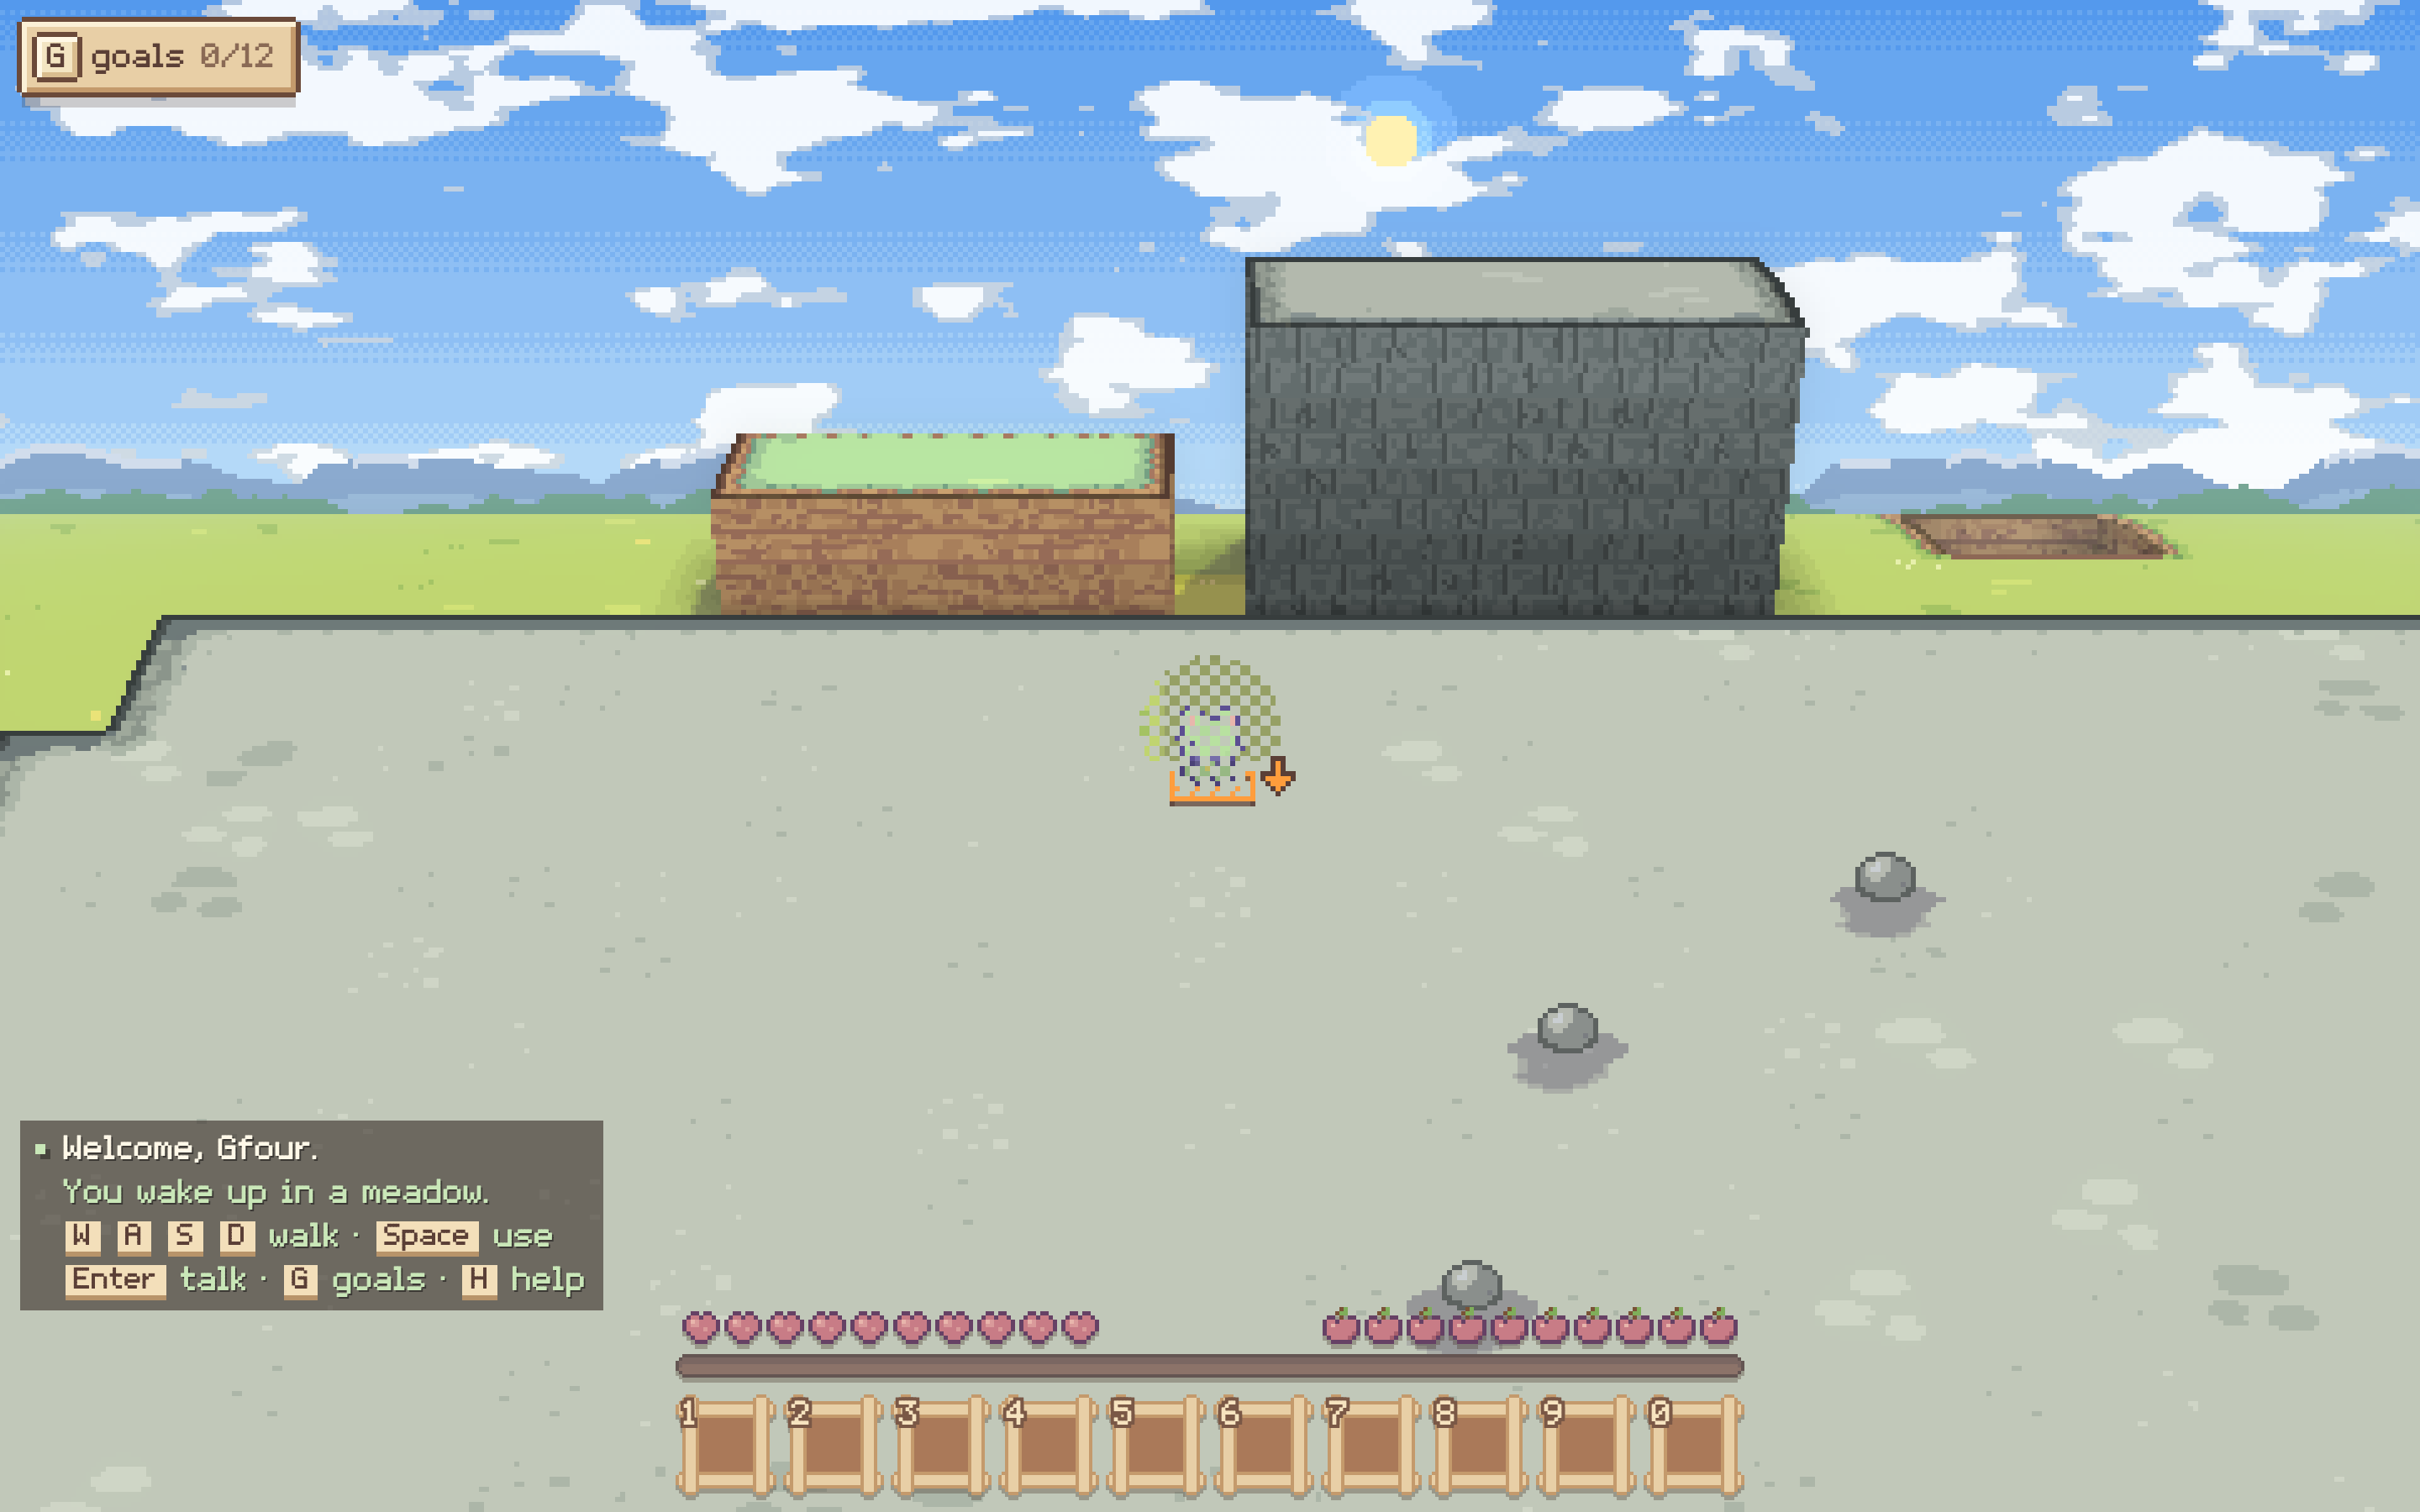 G goals 0/12
Welcome, Gfour.
You wake up in a meadow.
W A S D walk · Space use
Enter talk · G goals · H help
1 2 3 4 5 6 7 8 9 0